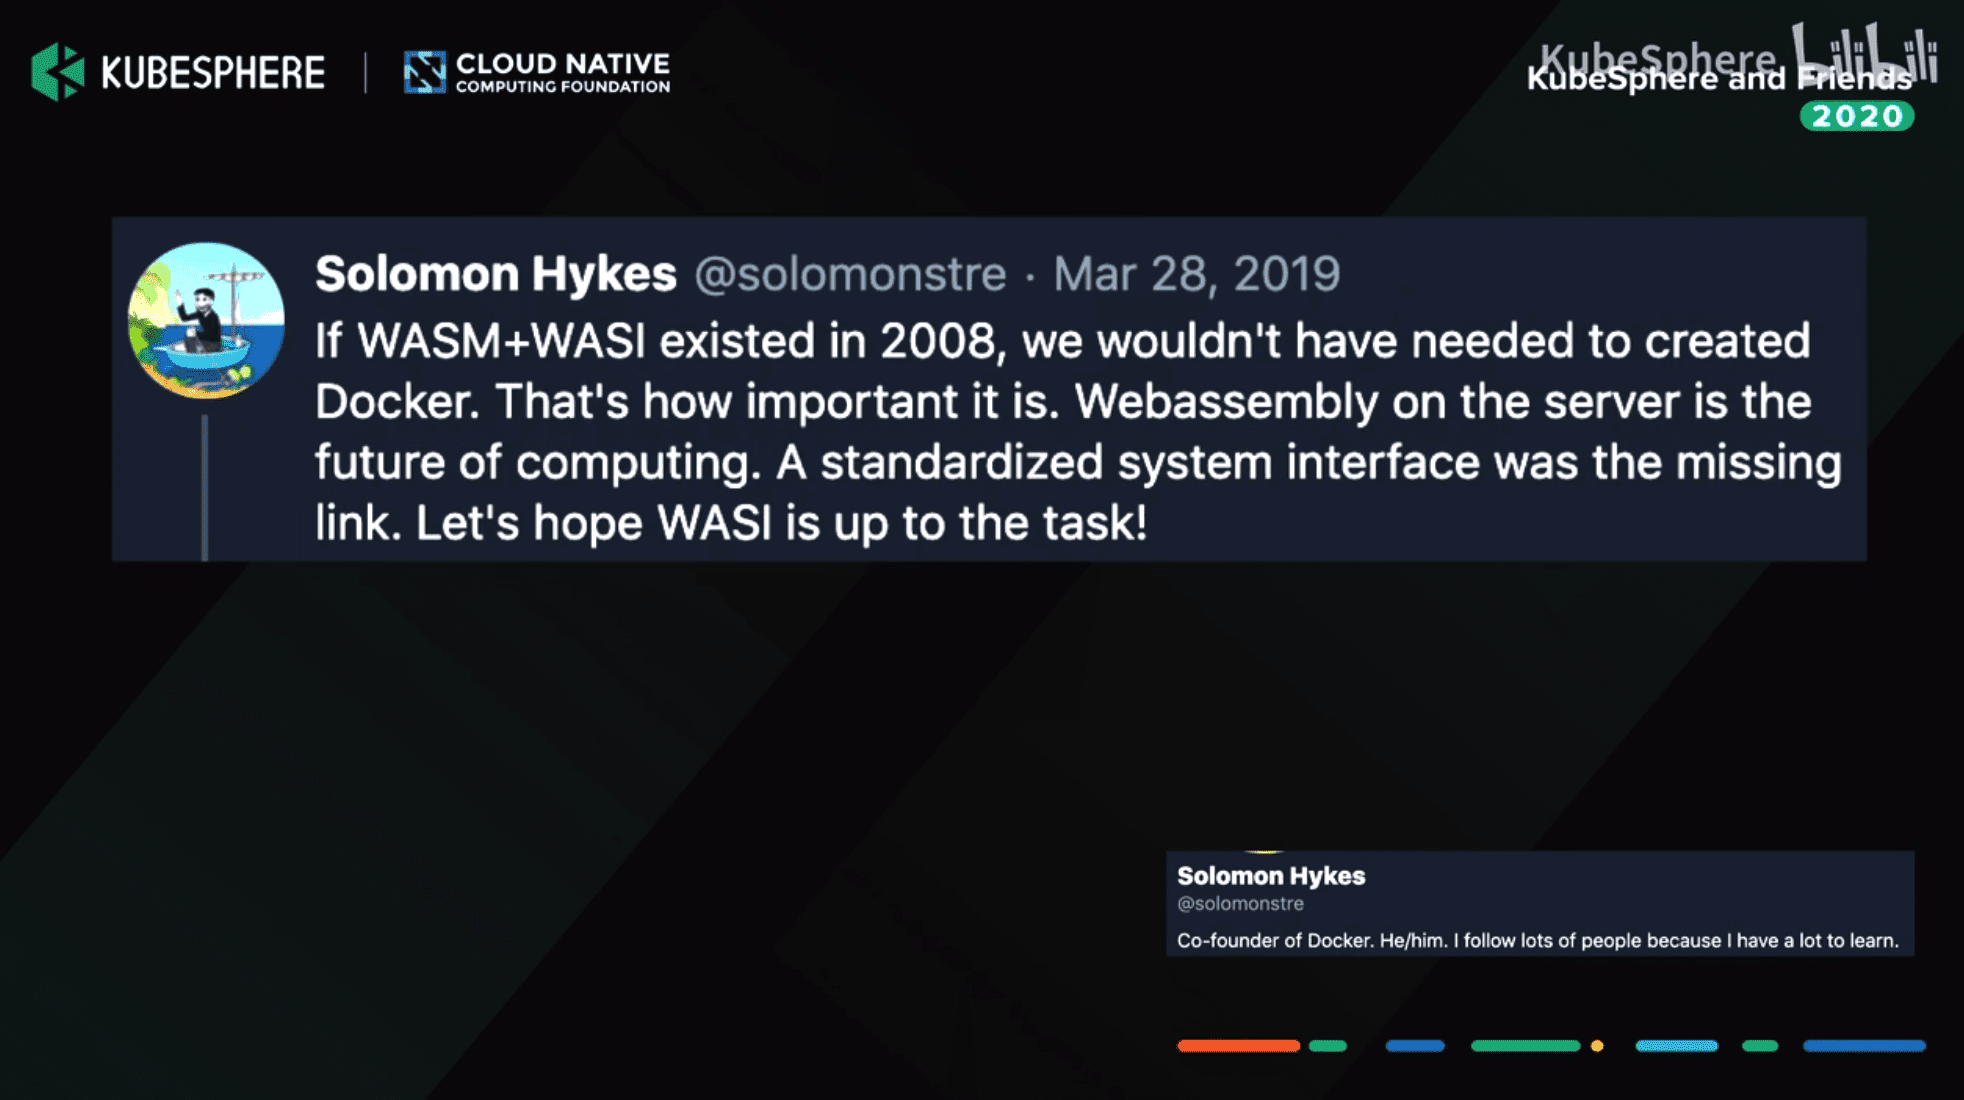 KUBESPHERE
CLOUD NATIVE
COMPUTING FOUNDATION
KubeSphere bilibili
KubeSphere and Friends
2020
Solomon Hykes @solomonstre · Mar 28, 2019
If WASM+WASI existed in 2008, we wouldn't have needed to created
Docker. That's how important it is. Webassembly on the server is the
future of computing. A standardized system interface was the missing
link. Let's hope WASI is up to the task!
Solomon Hykes
@solomonstre
Co-founder of Docker. He/him. I follow lots of people because I have a lot to learn.